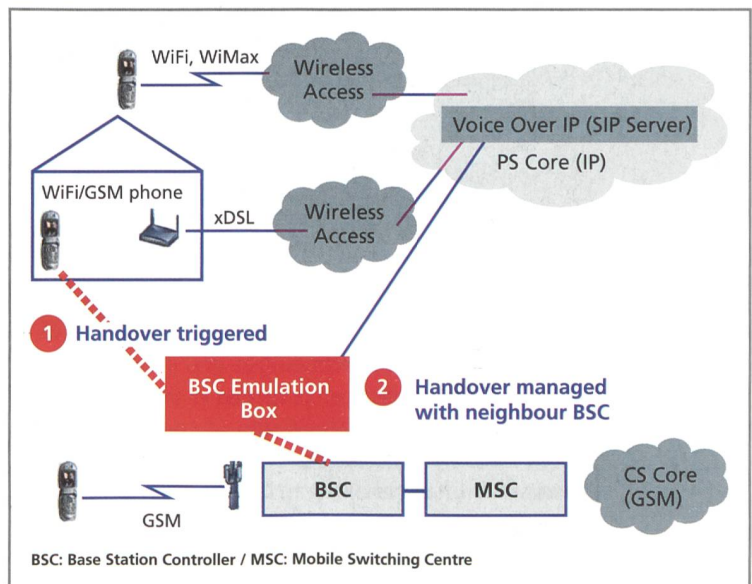 WiFi, WiMax
Wireless
Access
Voice Over IP (SIP Server)
PS Core (IP)
WiFi/GSM phone
xDSL
Wireless
Access
1 Handover triggered
BSC Emulation
Box
2 Handover managed
with neighbour BSC
BSC
MSC
CS Core
(GSM)
GSM
BSC: Base Station Controller / MSC: Mobile Switching Centre